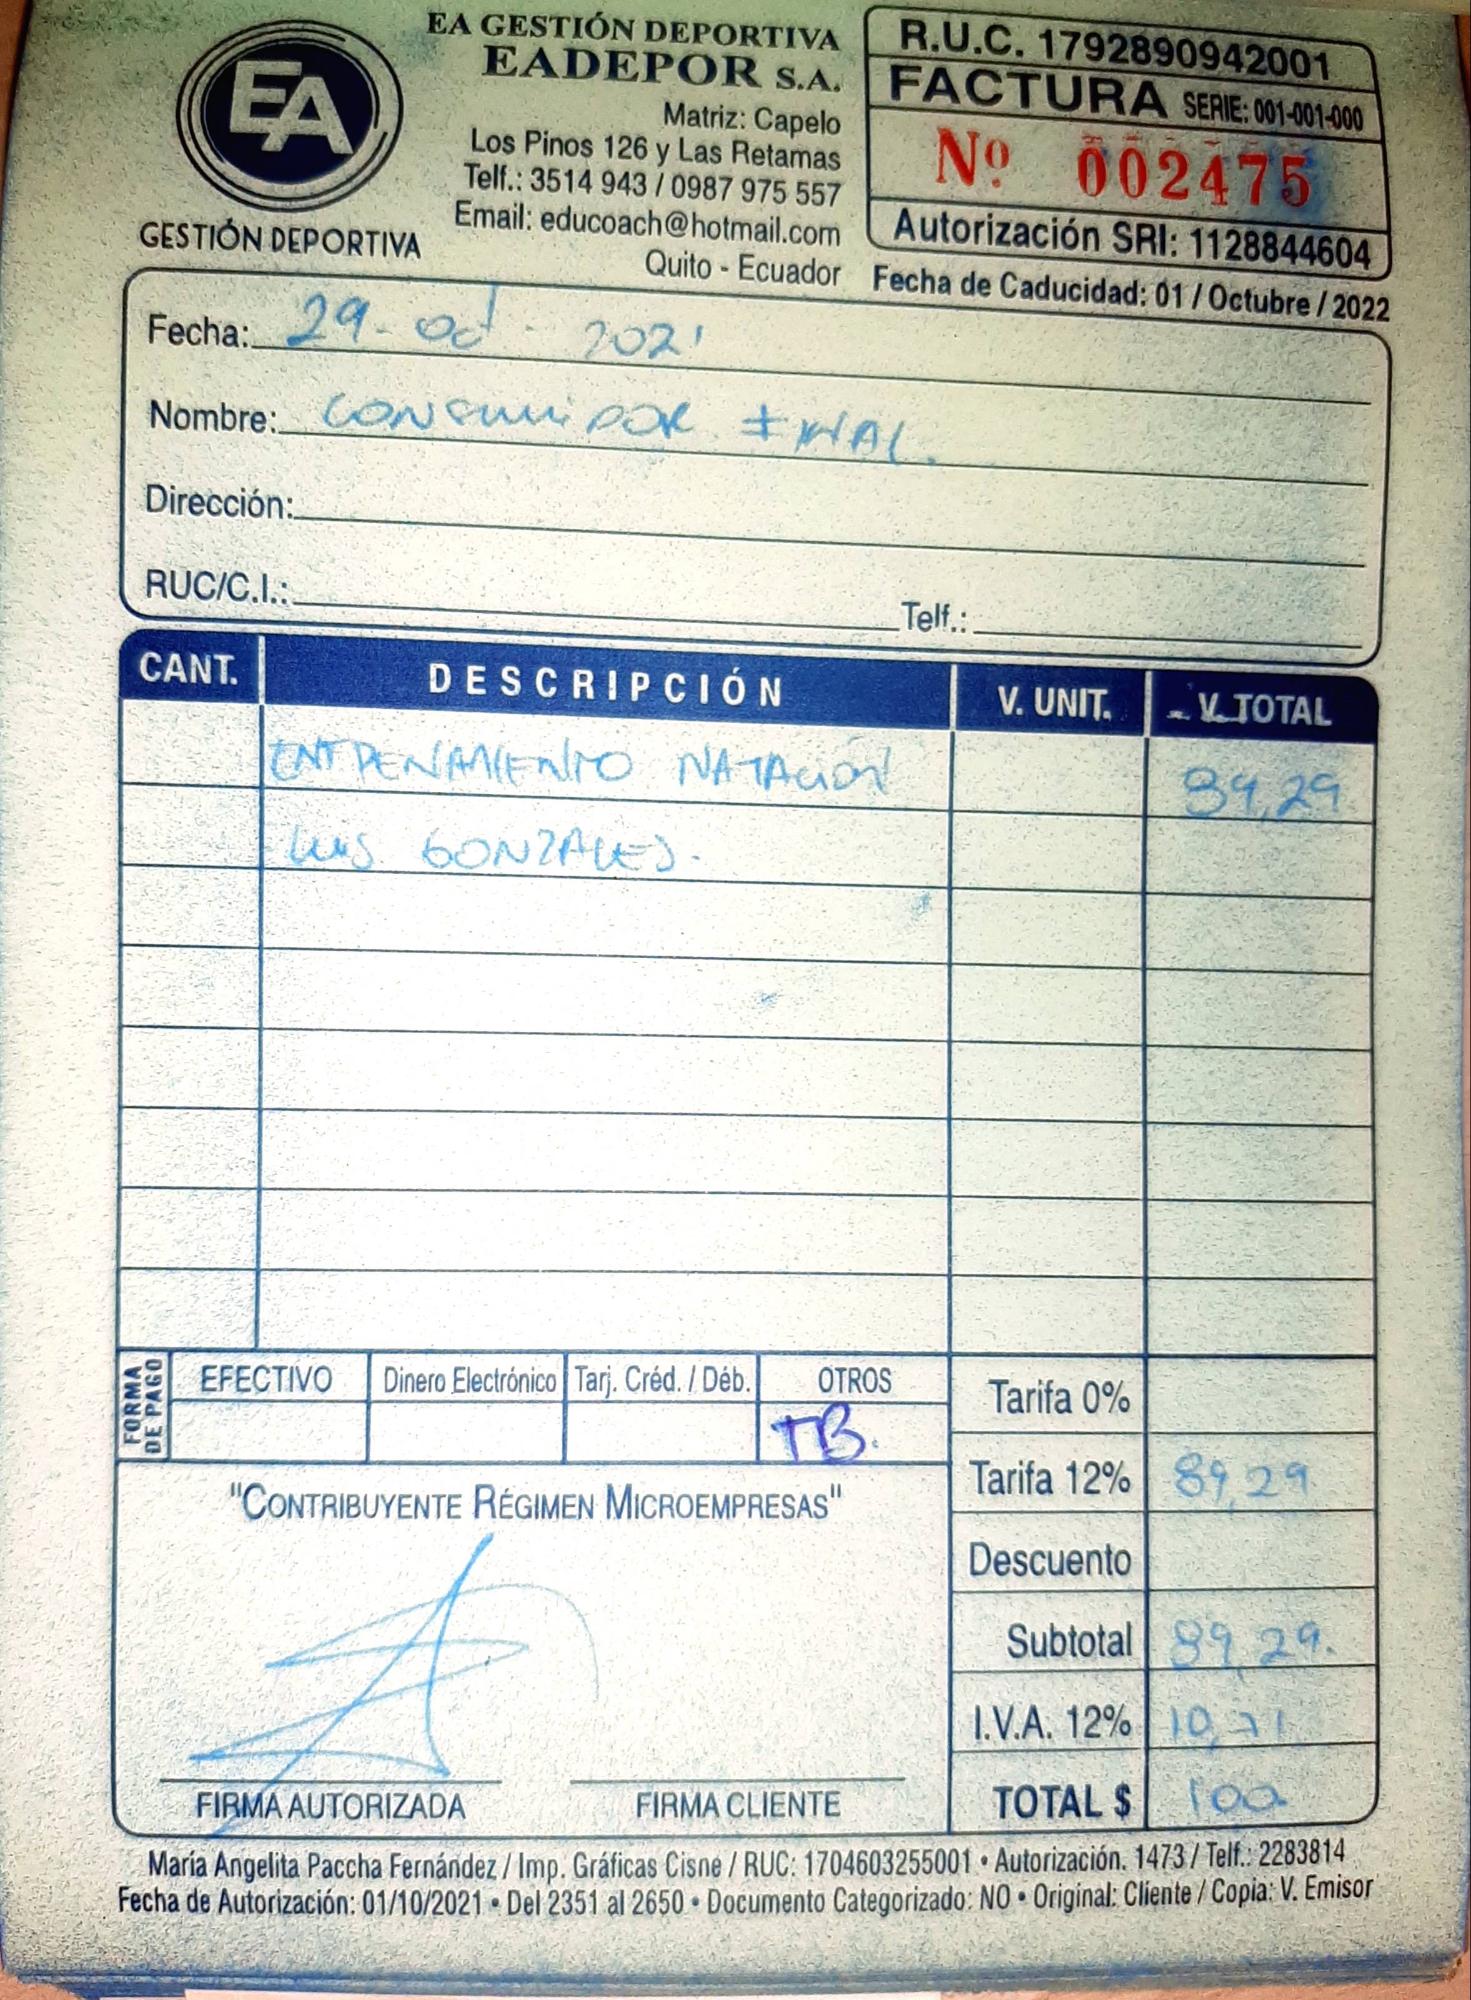 EA GESTIÓN DEPORTIVA
EADEPOR S.A.
Matriz: Capelo
Los Pinos 126 y Las Retamas
Telf.: 3514 943 / 0987 975 557
Email: educoach@hotmail.com
Quito - Ecuador
EA
GESTIÓN DEPORTIVA
R.U.C. 1792890942001
FACTURA SERIE: 001-001-000
Nº 002475
Autorización SRI: 1128844604
Fecha de Caducidad: 01 / Octubre / 2022
Fecha: 29- oct - 2021
Nombre: CONSUMIDOR FINAL.
Dirección:
RUC/C.I.: Telf.:
CANT. DESCRIPCIÓN V. UNIT. V. TOTAL
ENTRENAMIENTO NATACIÓN 89,29
LUIS GONZALES.
FORMA DE PAGO EFECTIVO Dinero Electrónico Tarj. Créd. / Déb. OTROS
TB.
Tarifa 0%
Tarifa 12% 89,29
Descuento
Subtotal 89,29.
I.V.A. 12% 10,71
TOTAL $ 100.
"CONTRIBUYENTE RÉGIMEN MICROEMPRESAS"
FIRMA AUTORIZADA FIRMA CLIENTE
María Angelita Paccha Fernández / Imp. Gráficas Cisne / RUC: 1704603255001 • Autorización. 1473 / Telf.: 2283814
Fecha de Autorización: 01/10/2021 • Del 2351 al 2650 • Documento Categorizado: NO • Original: Cliente / Copia: V. Emisor